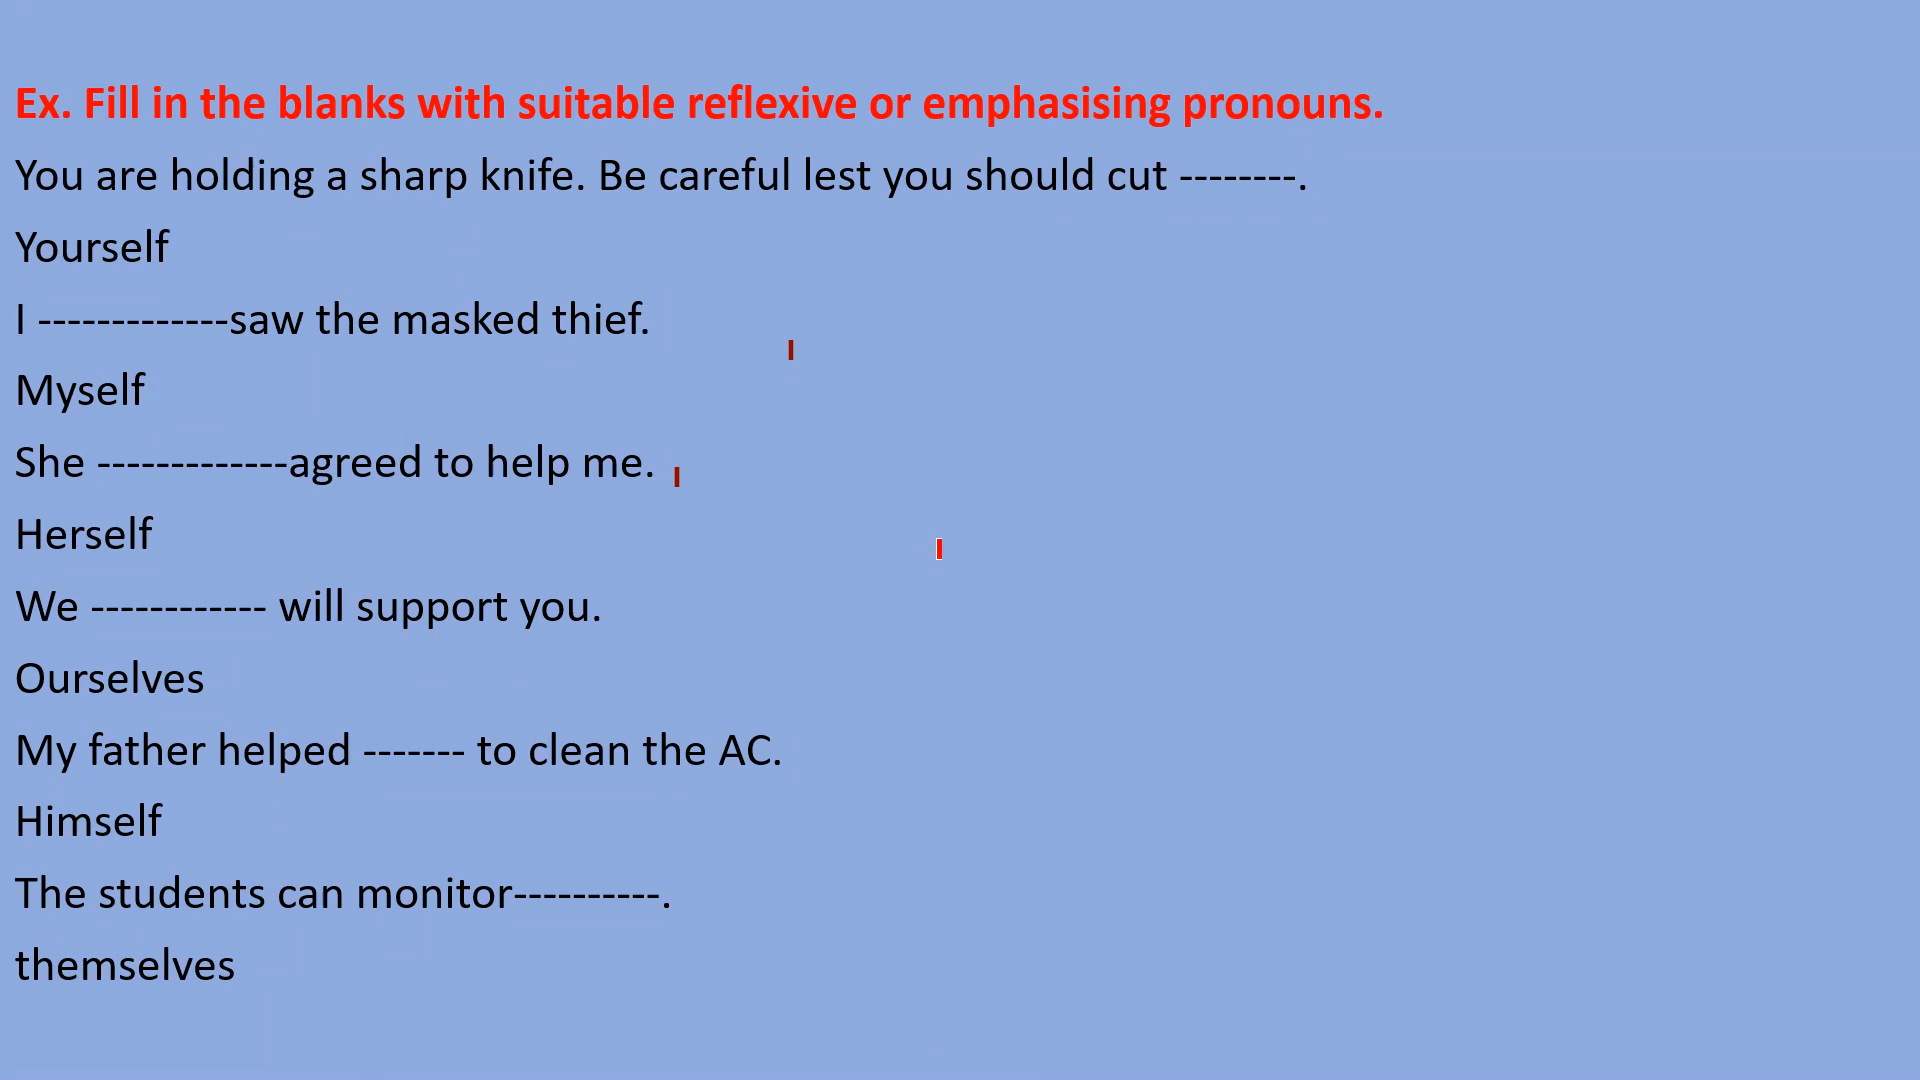 Ex. Fill in the blanks with suitable reflexive or emphasising pronouns.
You are holding a sharp knife. Be careful lest you should cut --------.
Yourself
I -------------saw the masked thief.
Myself
She -------------agreed to help me.
Herself
We ------------ will support you.
Ourselves
My father helped ------- to clean the AC.
Himself
The students can monitor----------.
themselves